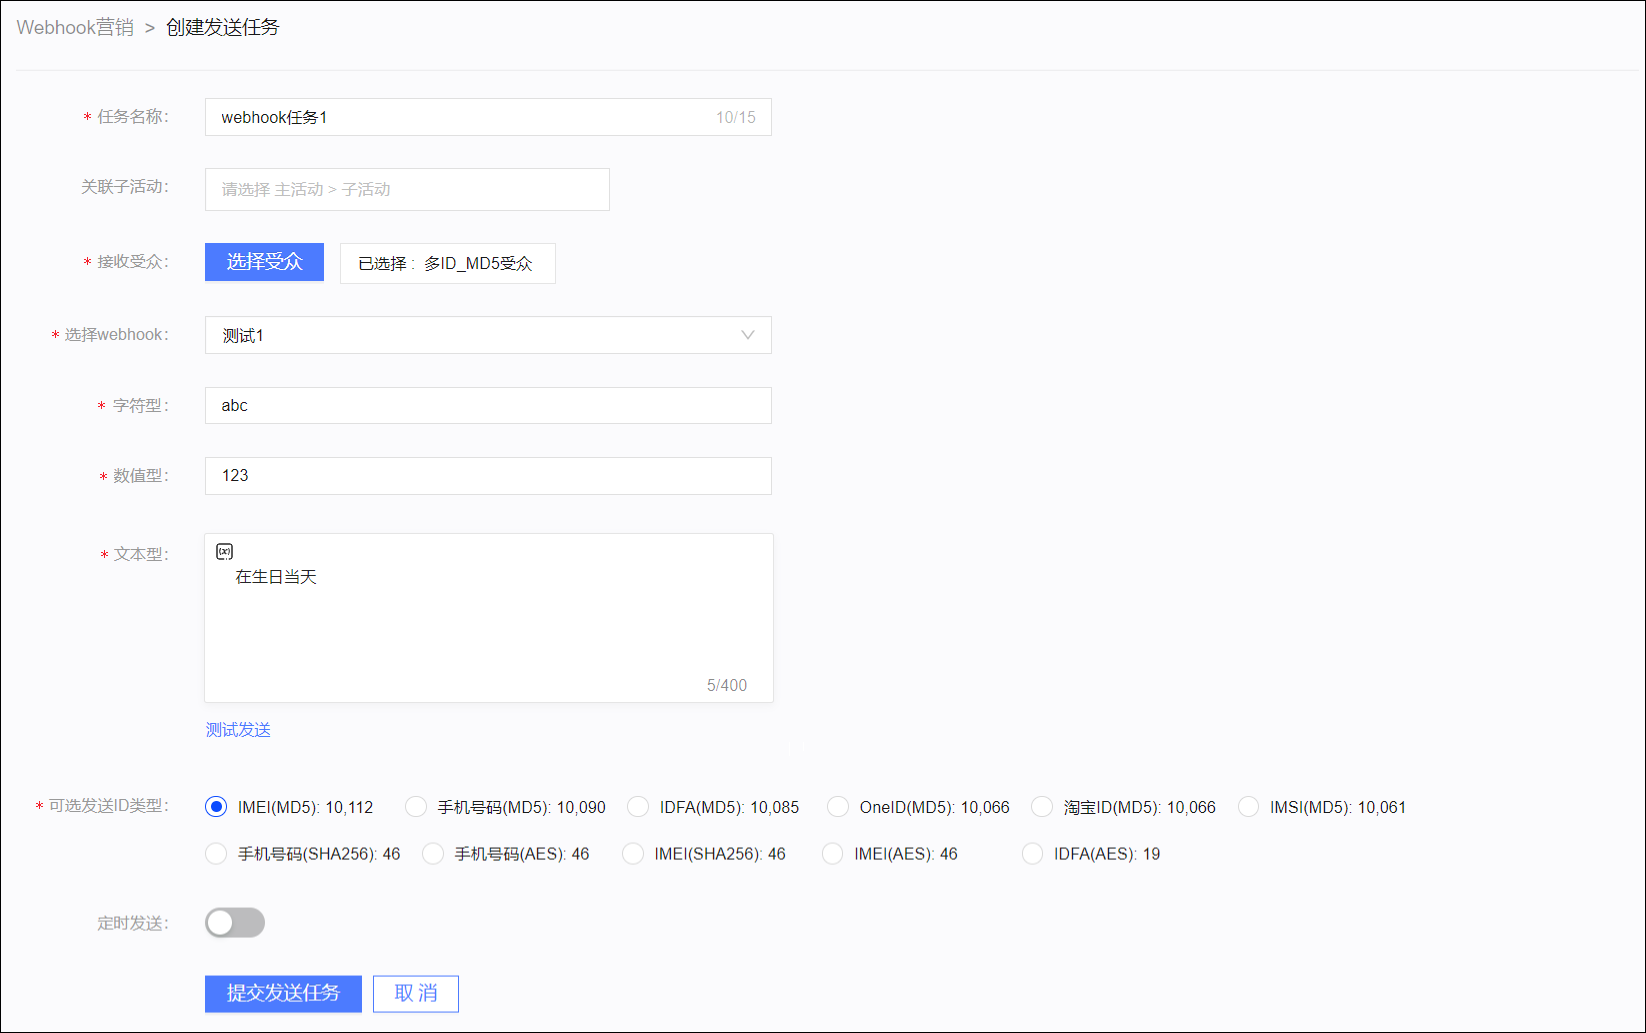 Webhook营销 > 创建发送任务
* 任务名称: webhook任务1 10/15
关联子活动: 请选择 主活动 > 子活动
* 接收受众: 选择受众 已选择 : 多ID_MD5受众
* 选择webhook: 测试1
* 字符型: abc
* 数值型: 123
* 文本型: (x)
在生日当天
5/400
测试发送
* 可选发送ID类型: IMEI(MD5): 10,112 手机号码(MD5): 10,090 IDFA(MD5): 10,085 OneID(MD5): 10,066 淘宝ID(MD5): 10,066 IMSI(MD5): 10,061
手机号码(SHA256): 46 手机号码(AES): 46 IMEI(SHA256): 46 IMEI(AES): 46 IDFA(AES): 19
定时发送:
提交发送任务 取 消